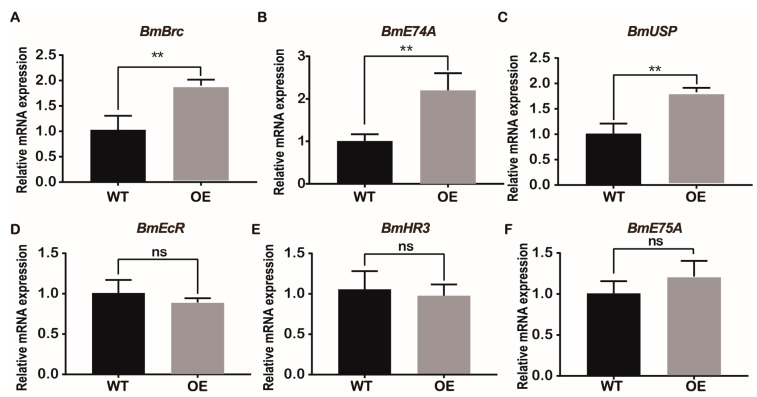 A
BmBrc
Relative mRNA expression
2.5
2.0
1.5
1.0
0.5
0.0
**
WT
OE
B
BmE74A
Relative mRNA expression
3
2
1
0
**
WT
OE
C
BmUSP
Relative mRNA expression
2.5
2.0
1.5
1.0
0.5
0.0
**
WT
OE
D
BmEcR
Relative mRNA expression
1.5
1.0
0.5
0.0
ns
WT
OE
E
BmHR3
Relative mRNA expression
1.5
1.0
0.5
0.0
ns
WT
OE
F
BmE75A
Relative mRNA expression
1.5
1.0
0.5
0.0
ns
WT
OE